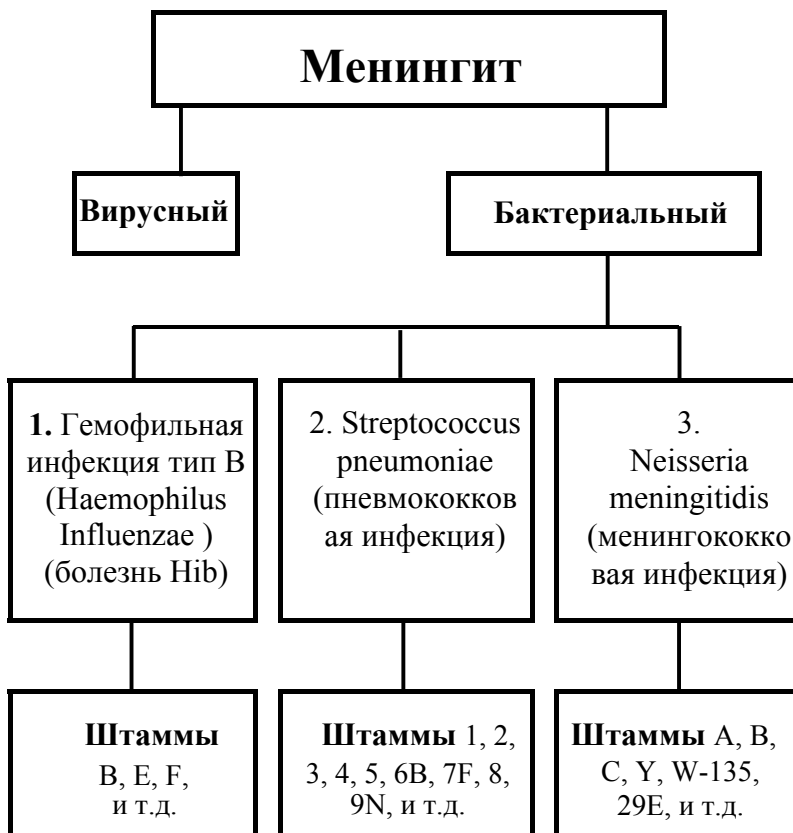 Менингит
Вирусный
Бактериальный
1. Гемофильная
инфекция тип В
(Haemophilus
Influenzae )
(болезнь Hib)
2. Streptococcus
pneumoniae
(пневмококков
ая инфекция)
3.
Neisseria
meningitidis
(менингококко
вая инфекция)
Штаммы
B, E, F,
и т.д.
Штаммы 1, 2,
3, 4, 5, 6B, 7F, 8,
9N, и т.д.
Штаммы A, B,
C, Y, W-135,
29E, и т.д.